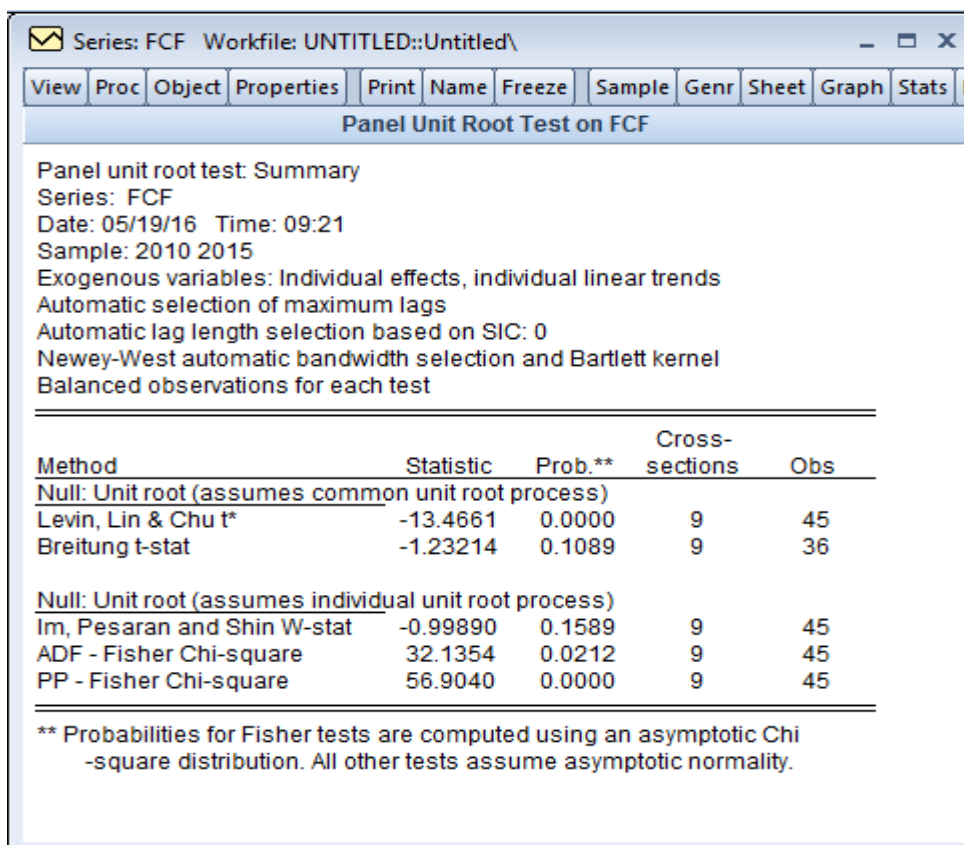 Series: FCF Workfile: UNTITLED::Untitled\
View Proc Object Properties Print Name Freeze Sample Genr Sheet Graph Stats
Panel Unit Root Test on FCF
Panel unit root test: Summary
Series: FCF
Date: 05/19/16 Time: 09:21
Sample: 2010 2015
Exogenous variables: Individual effects, individual linear trends
Automatic selection of maximum lags
Automatic lag length selection based on SIC: 0
Newey-West automatic bandwidth selection and Bartlett kernel
Balanced observations for each test
Cross-
Method Statistic Prob.** sections Obs
Null: Unit root (assumes common unit root process)
Levin, Lin & Chu t* -13.4661 0.0000 9 45
Breitung t-stat -1.23214 0.1089 9 36
Null: Unit root (assumes individual unit root process)
Im, Pesaran and Shin W-stat -0.99890 0.1589 9 45
ADF - Fisher Chi-square 32.1354 0.0212 9 45
PP - Fisher Chi-square 56.9040 0.0000 9 45
** Probabilities for Fisher tests are computed using an asymptotic Chi
-square distribution. All other tests assume asymptotic normality.